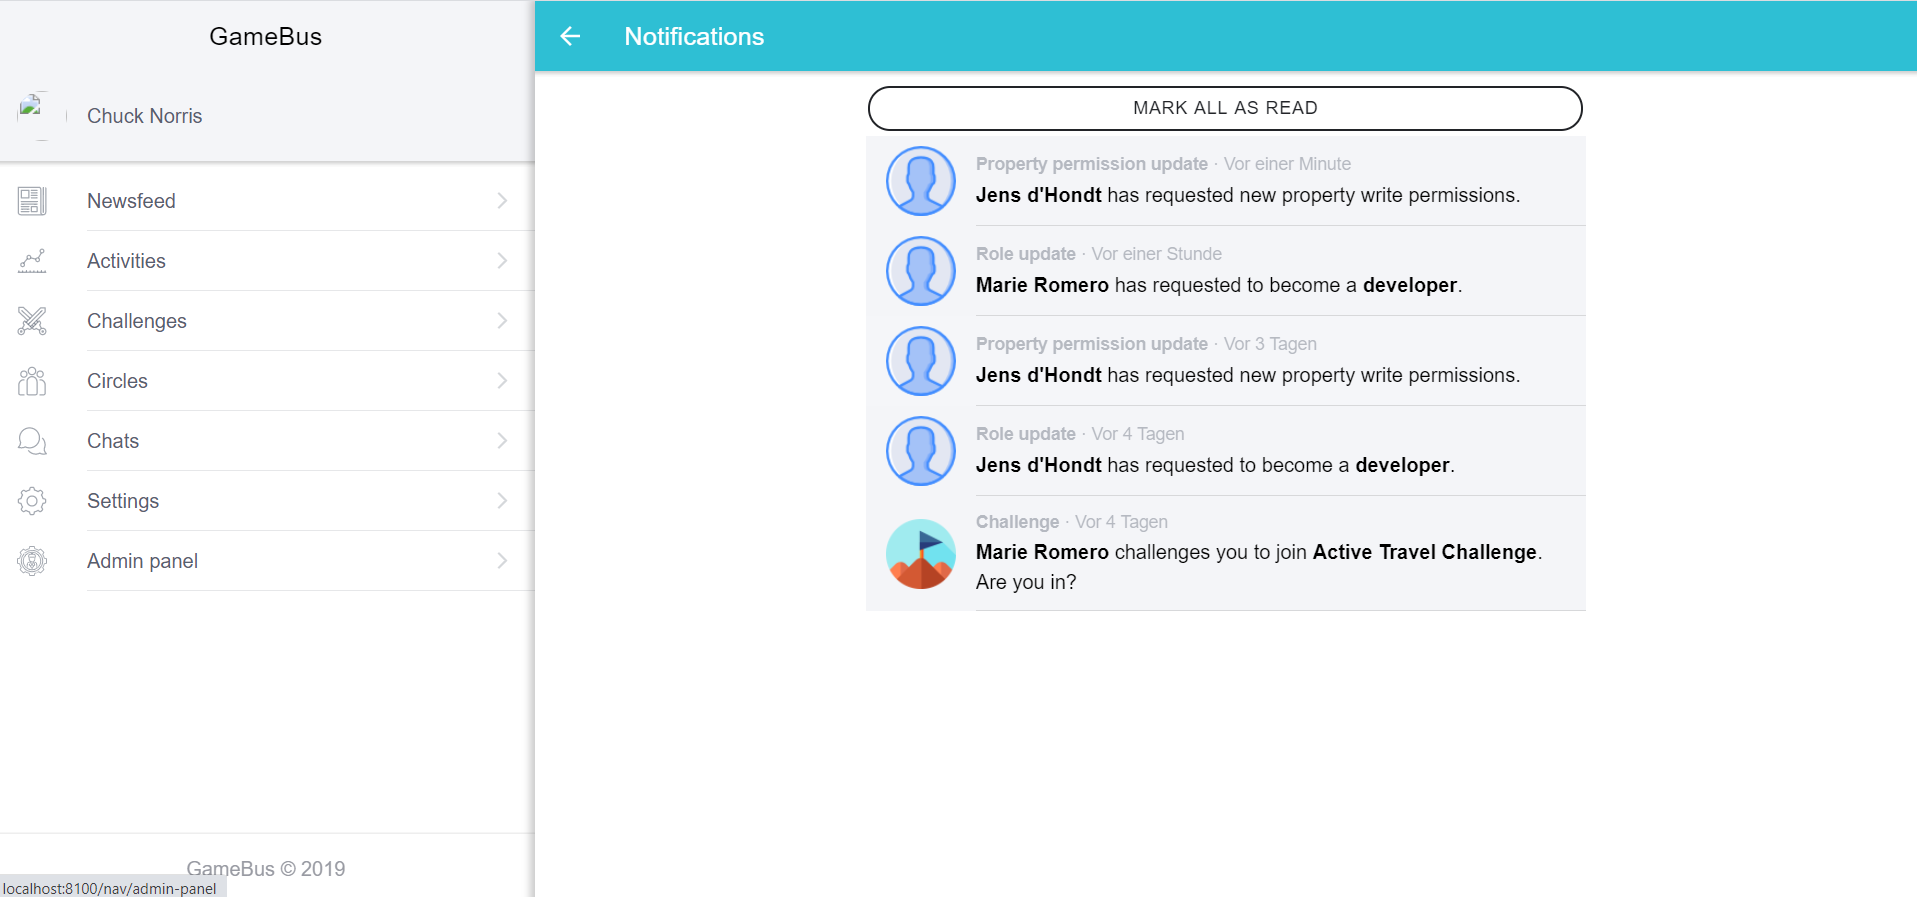 GameBus
Chuck Norris
Newsfeed
Activities
Challenges
Circles
Chats
Settings
Admin panel
GameBus © 2019
localhost:8100/nav/admin-panel
Notifications
MARK ALL AS READ
Property permission update · Vor einer Minute
Jens d'Hondt has requested new property write permissions.
Role update · Vor einer Stunde
Marie Romero has requested to become a developer.
Property permission update · Vor 3 Tagen
Jens d'Hondt has requested new property write permissions.
Role update · Vor 4 Tagen
Jens d'Hondt has requested to become a developer.
Challenge · Vor 4 Tagen
Marie Romero challenges you to join Active Travel Challenge.
Are you in?